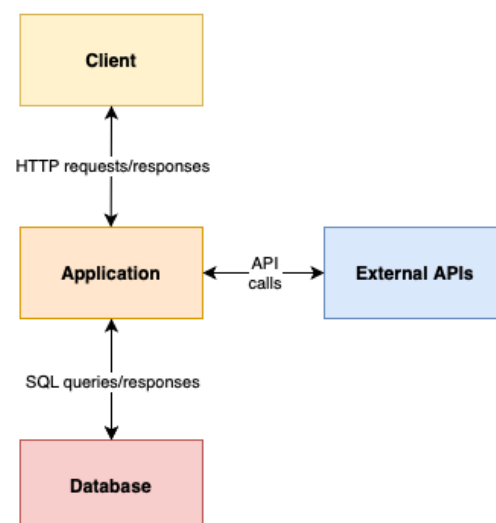 Client
HTTP requests/responses
Application
API
calls
External APIs
SQL queries/responses
Database